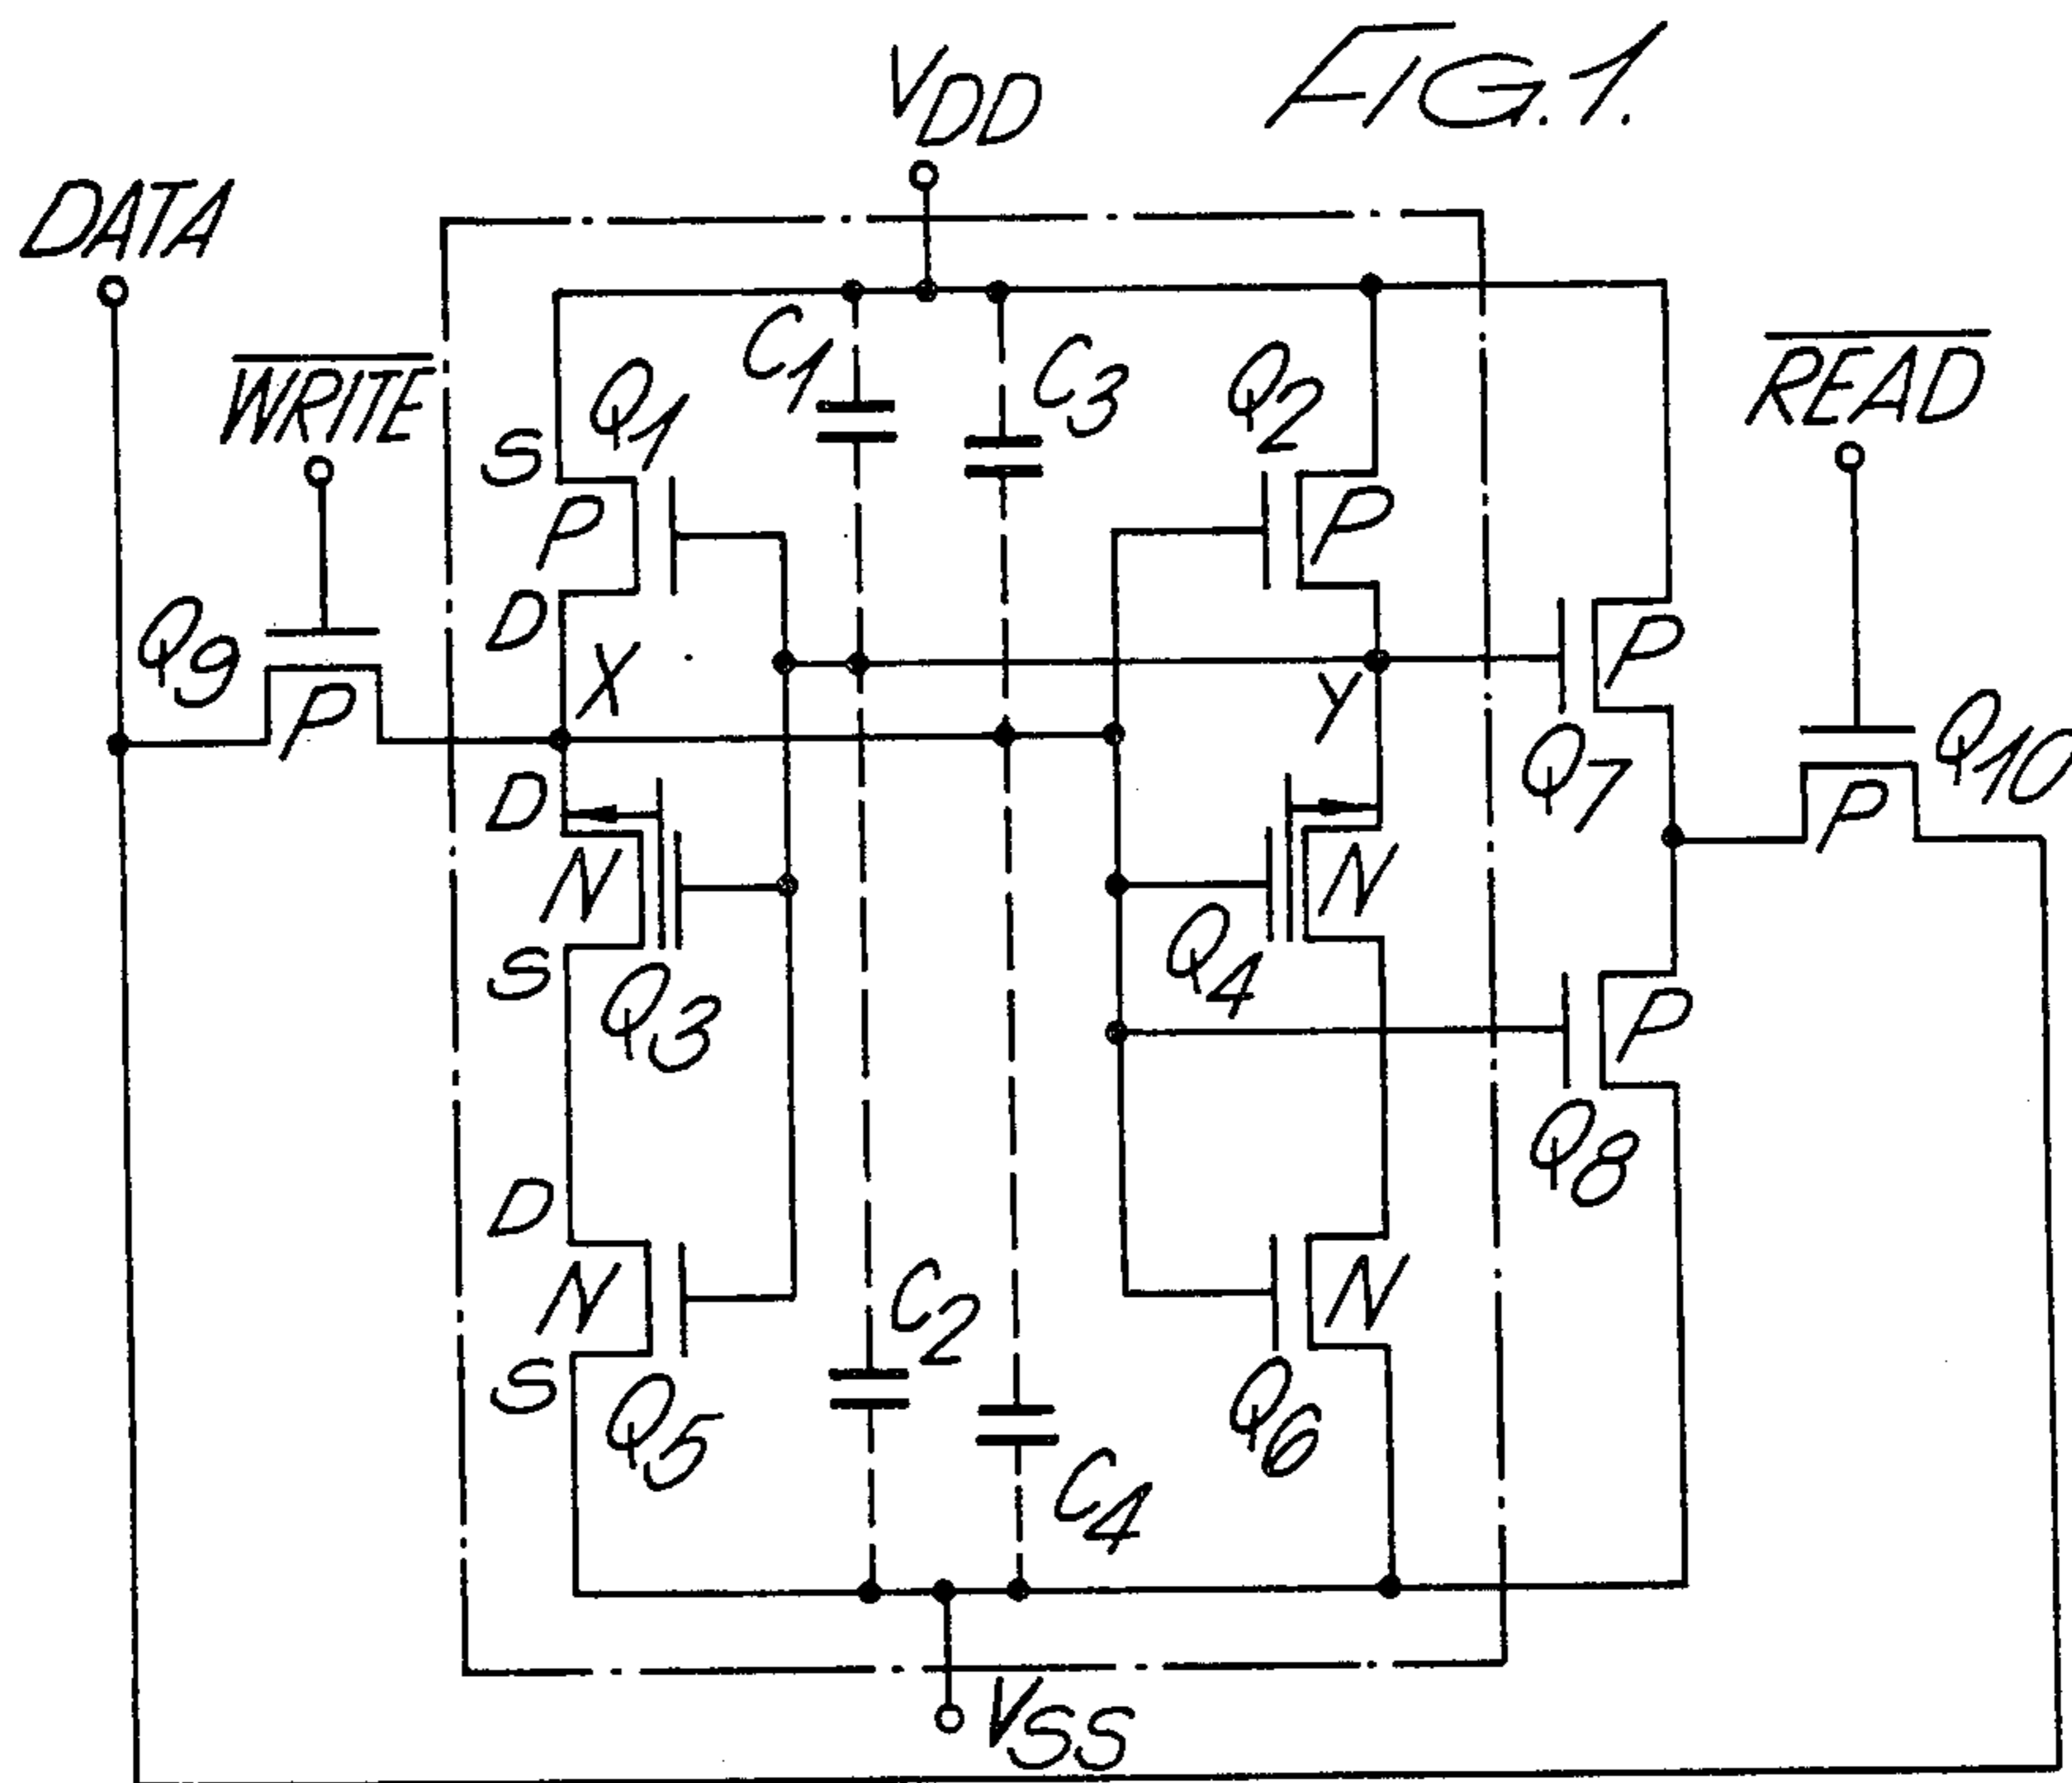 FIG.1.
VDD
DATA
WRITE
READ
C1
C3
Q1
Q2
S
P
P
D
Q9
P
X
Y
P
Q7
Q10
P
D
N
N
S
Q3
Q4
P
Q8
D
N
N
S
Q5
C2
Q6
C4
VSS